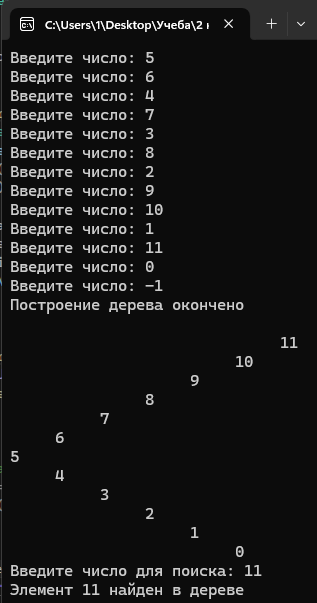 C:\Users\1\Desktop\Учеба\2 к
Введите число: 5
Введите число: 6
Введите число: 4
Введите число: 7
Введите число: 3
Введите число: 8
Введите число: 2
Введите число: 9
Введите число: 10
Введите число: 1
Введите число: 11
Введите число: 0
Введите число: -1
Построение дерева окончено
11
10
9
8
7
6
5
4
3
2
1
0
Введите число для поиска: 11
Элемент 11 найден в дереве